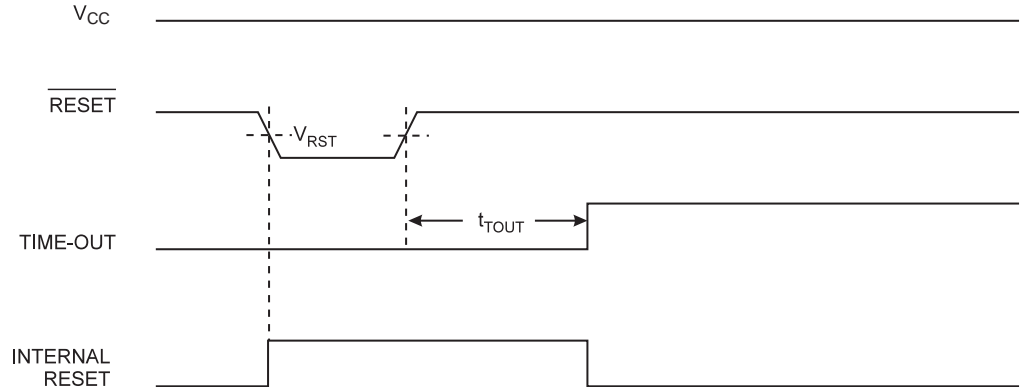 VCC
RESET
VRST
tTOUT
TIME-OUT
INTERNAL
RESET